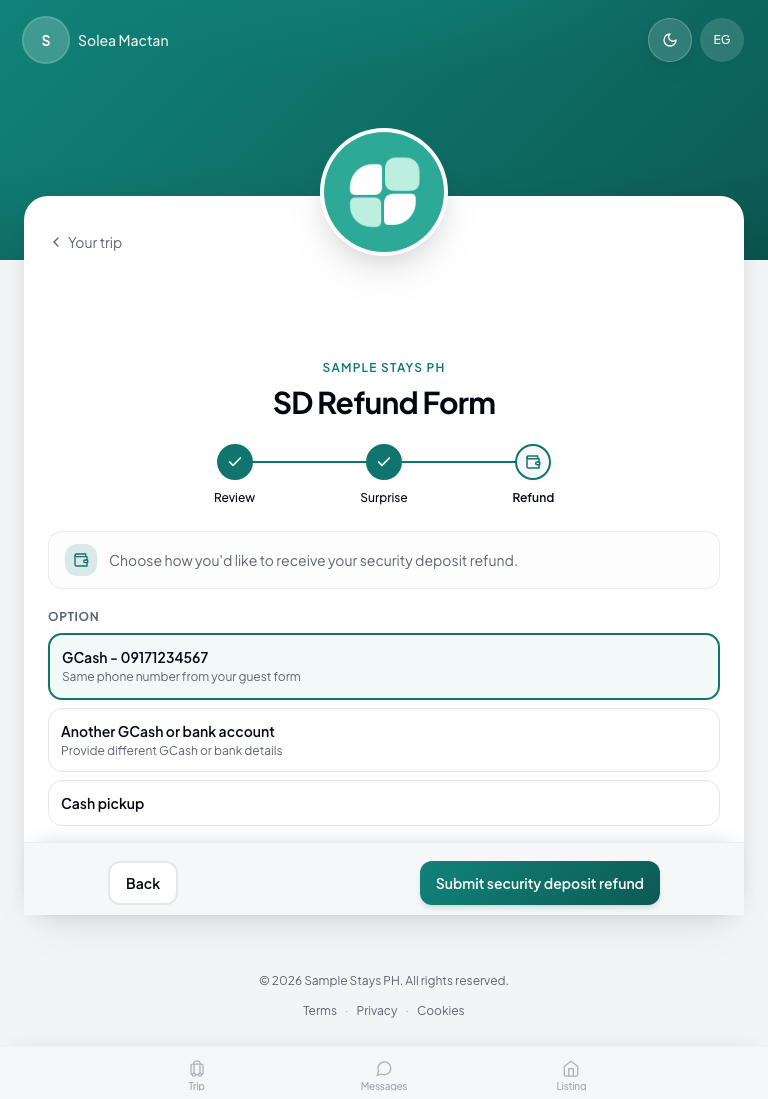 S
Solea Mactan
EG
Your trip
SAMPLE STAYS PH
SD Refund Form
Review
Surprise
Refund
Choose how you'd like to receive your security deposit refund.
OPTION
GCash - 09171234567
Same phone number from your guest form
Another GCash or bank account
Provide different GCash or bank details
Cash pickup
Back
Submit security deposit refund
© 2026 Sample Stays PH. All rights reserved.
Terms · Privacy · Cookies
Trip
Messages
Listing